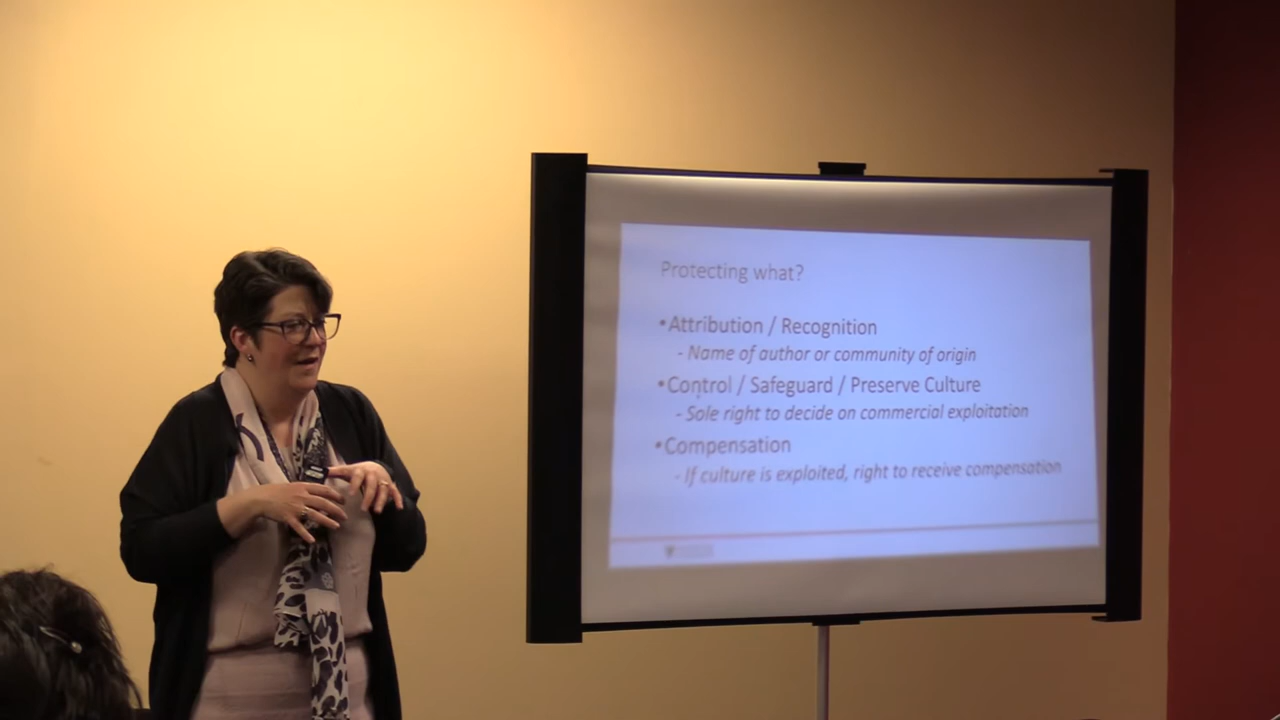 Protecting what?
•Attribution / Recognition
- Name of author or community of origin
•Control / Safeguard / Preserve Culture
- Sole right to decide on commercial exploitation
•Compensation
- If culture is exploited, right to receive compensation